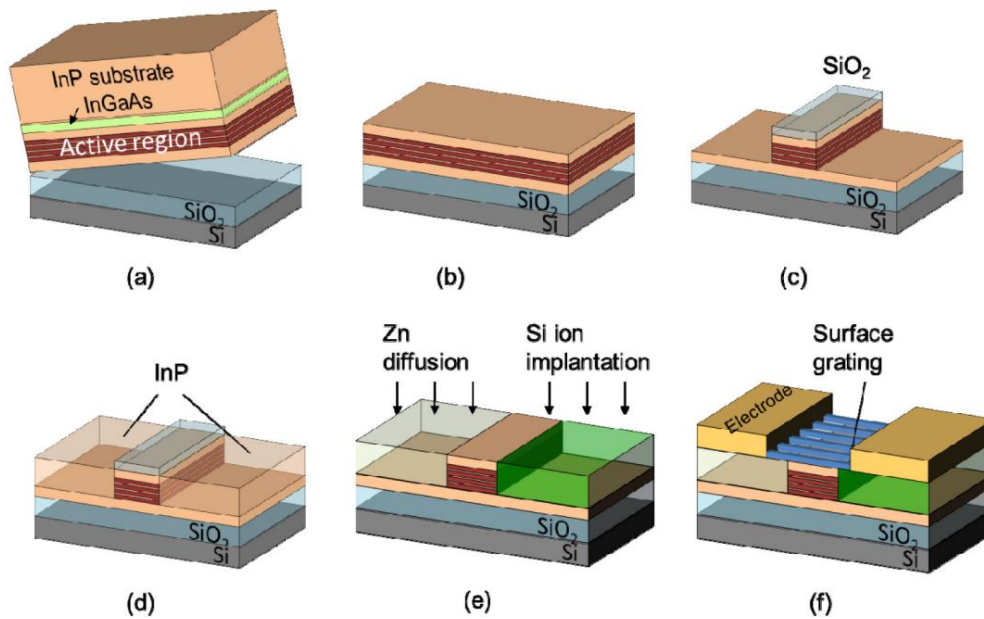 InP substrate
InGaAs
Active region
SiO₂
Si
(a)
SiO₂
Si
(b)
SiO₂
SiO₂
Si
(c)
InP
SiO₂
Si
(d)
Zn
diffusion
Si ion
implantation
SiO₂
Si
(e)
Surface
grating
Electrode
SiO₂
Si
(f)